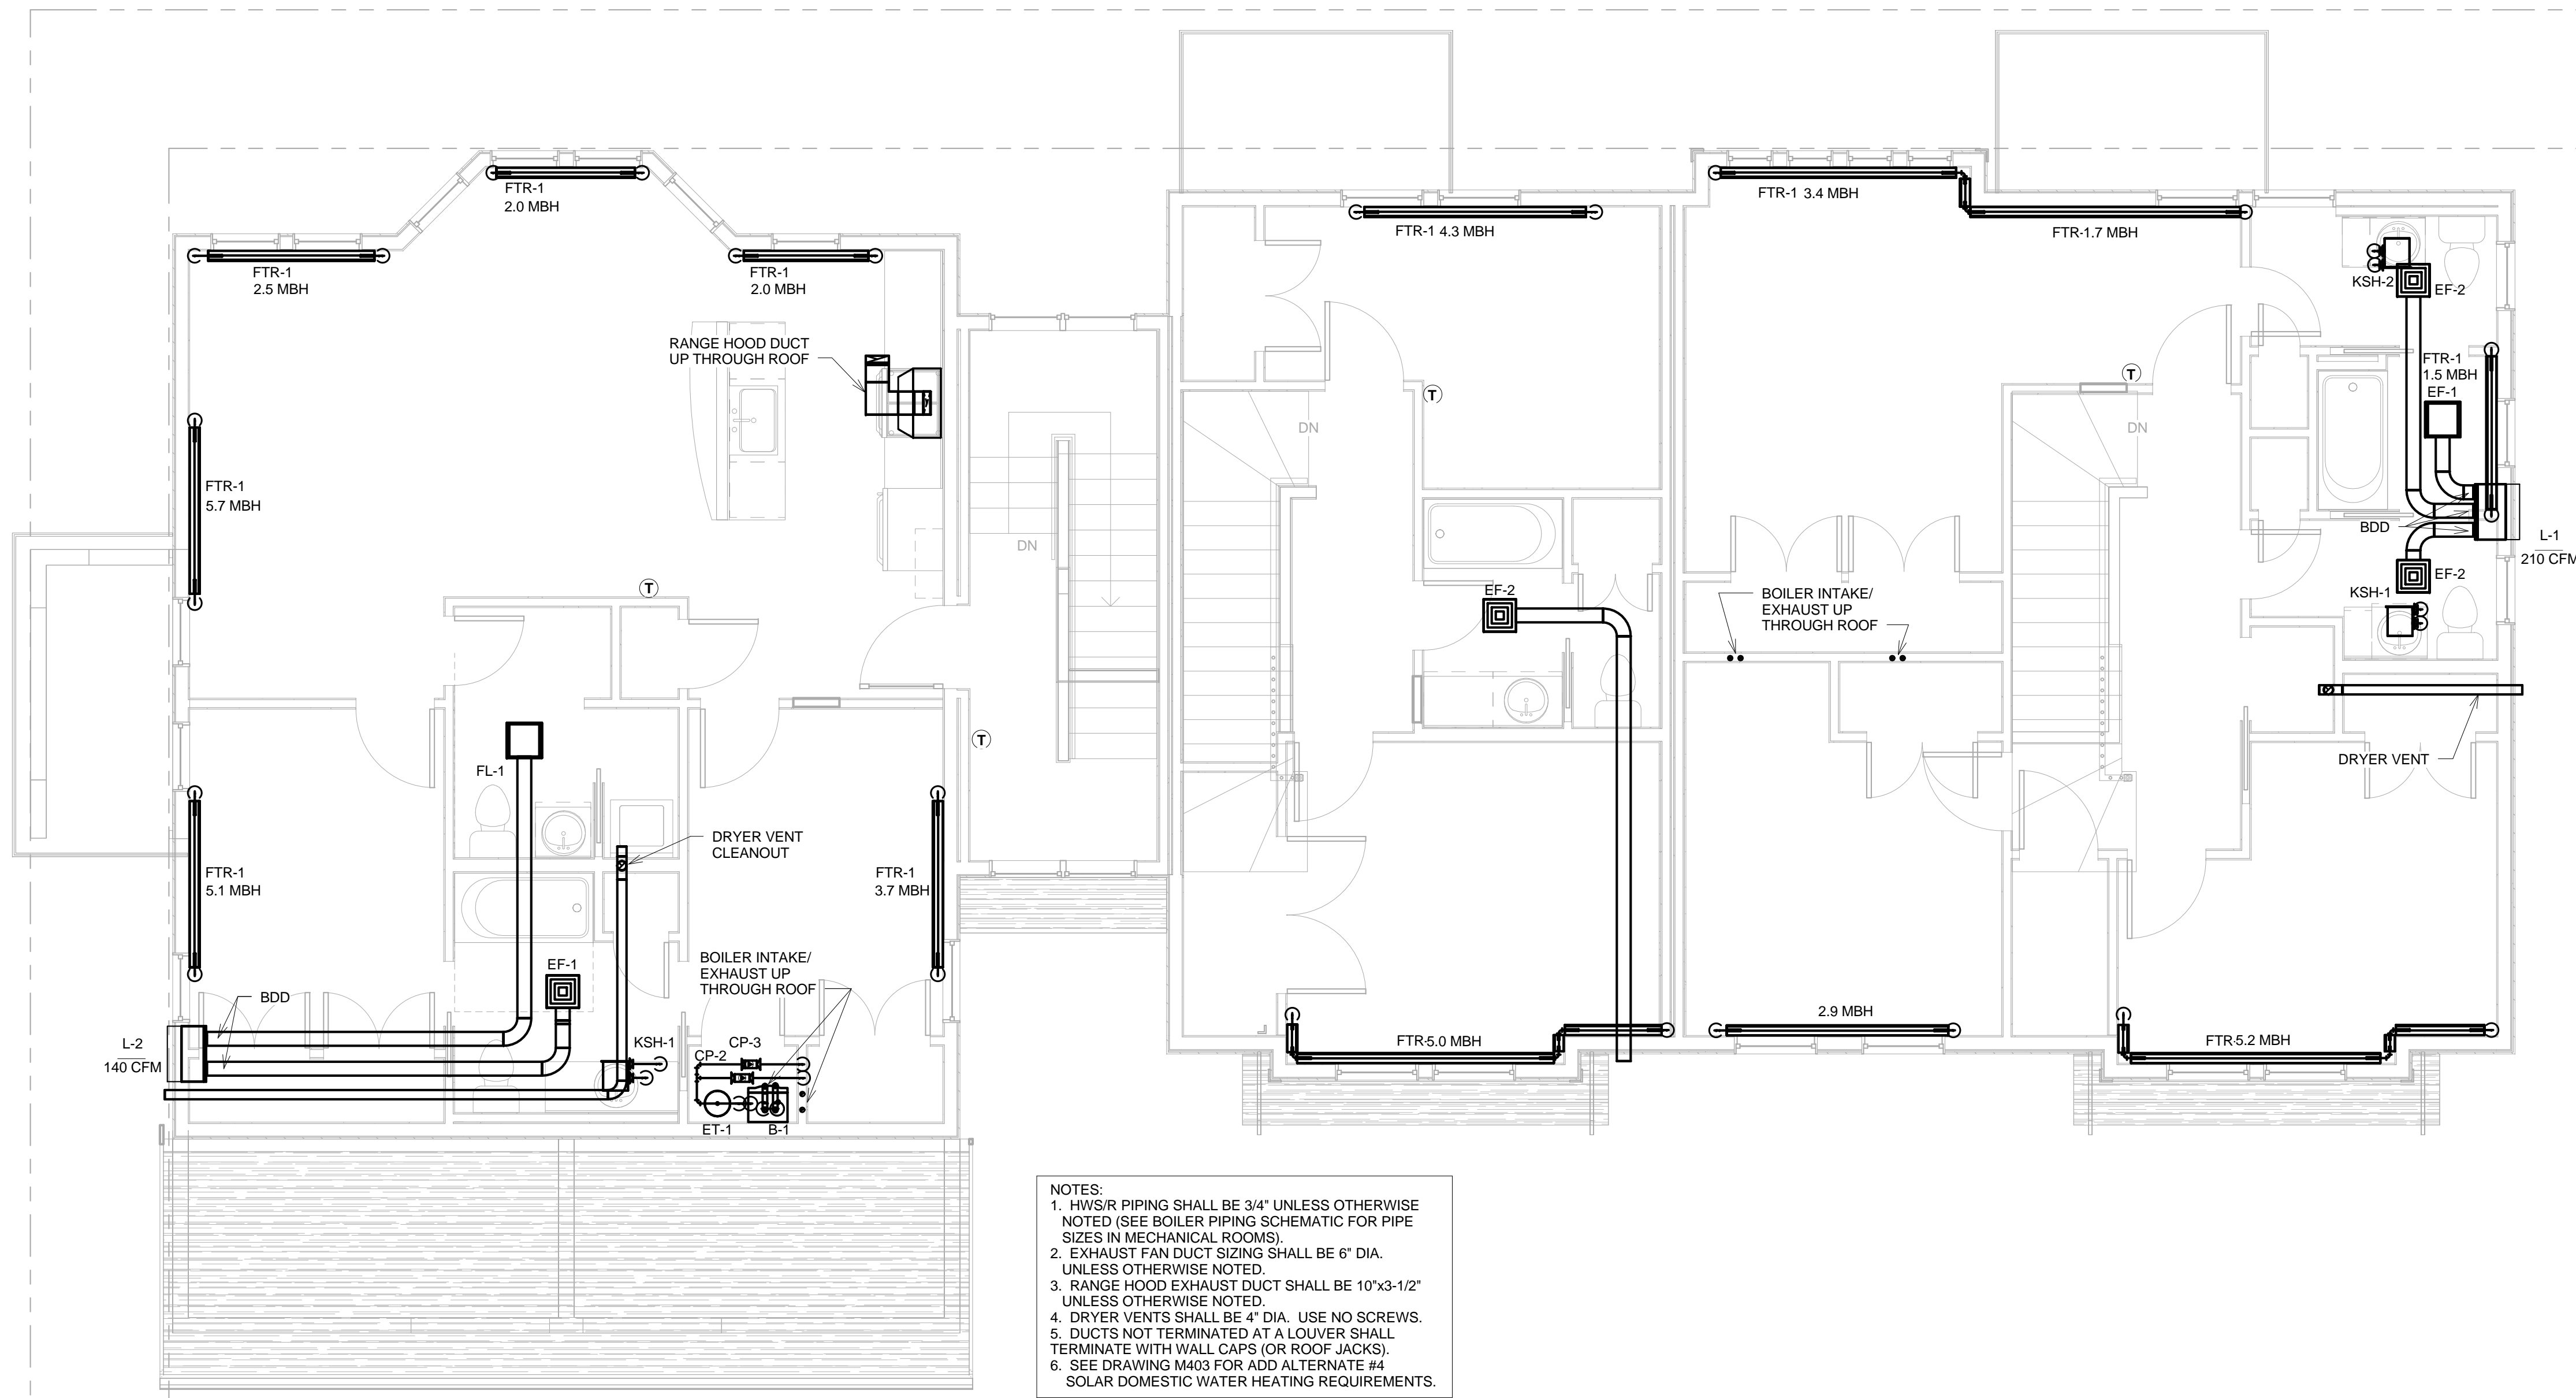 FTR-1
2.0 MBH
FTR-1
2.5 MBH
FTR-1
2.0 MBH
RANGE HOOD DUCT
UP THROUGH ROOF
FTR-1
5.7 MBH
T
DN
T
FL-1
DRYER VENT
CLEANOUT
FTR-1
5.1 MBH
FTR-1
3.7 MBH
BDD
EF-1
BOILER INTAKE/
EXHAUST UP
THROUGH ROOF
L-2
140 CFM
KSH-1
CP-2
CP-3
ET-1
B-1
FTR-1 4.3 MBH
T
DN
EF-2
FTR-5.0 MBH
FTR-1 3.4 MBH
FTR-1.7 MBH
KSH-2
EF-2
T
DN
FTR-1
1.5 MBH
EF-1
BDD
L-1
210 CFM
EF-2
KSH-1
BOILER INTAKE/
EXHAUST UP
THROUGH ROOF
DRYER VENT
2.9 MBH
FTR-5.2 MBH
NOTES:
1. HWS/R PIPING SHALL BE 3/4" UNLESS OTHERWISE
NOTED (SEE BOILER PIPING SCHEMATIC FOR PIPE
SIZES IN MECHANICAL ROOMS).
2. EXHAUST FAN DUCT SIZING SHALL BE 6" DIA.
UNLESS OTHERWISE NOTED.
3. RANGE HOOD EXHAUST DUCT SHALL BE 10"x3-1/2"
UNLESS OTHERWISE NOTED.
4. DRYER VENTS SHALL BE 4" DIA. USE NO SCREWS.
5. DUCTS NOT TERMINATED AT A LOUVER SHALL
TERMINATE WITH WALL CAPS (OR ROOF JACKS).
6. SEE DRAWING M403 FOR ADD ALTERNATE #4
SOLAR DOMESTIC WATER HEATING REQUIREMENTS.